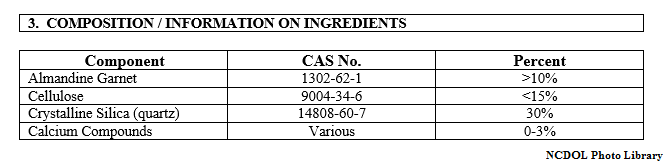 3. COMPOSITION / INFORMATION ON INGREDIENTS
Component CAS No. Percent
Almandine Garnet 1302-62-1 >10%
Cellulose 9004-34-6 <15%
Crystalline Silica (quartz) 14808-60-7 30%
Calcium Compounds Various 0-3%
NCDOL Photo Library